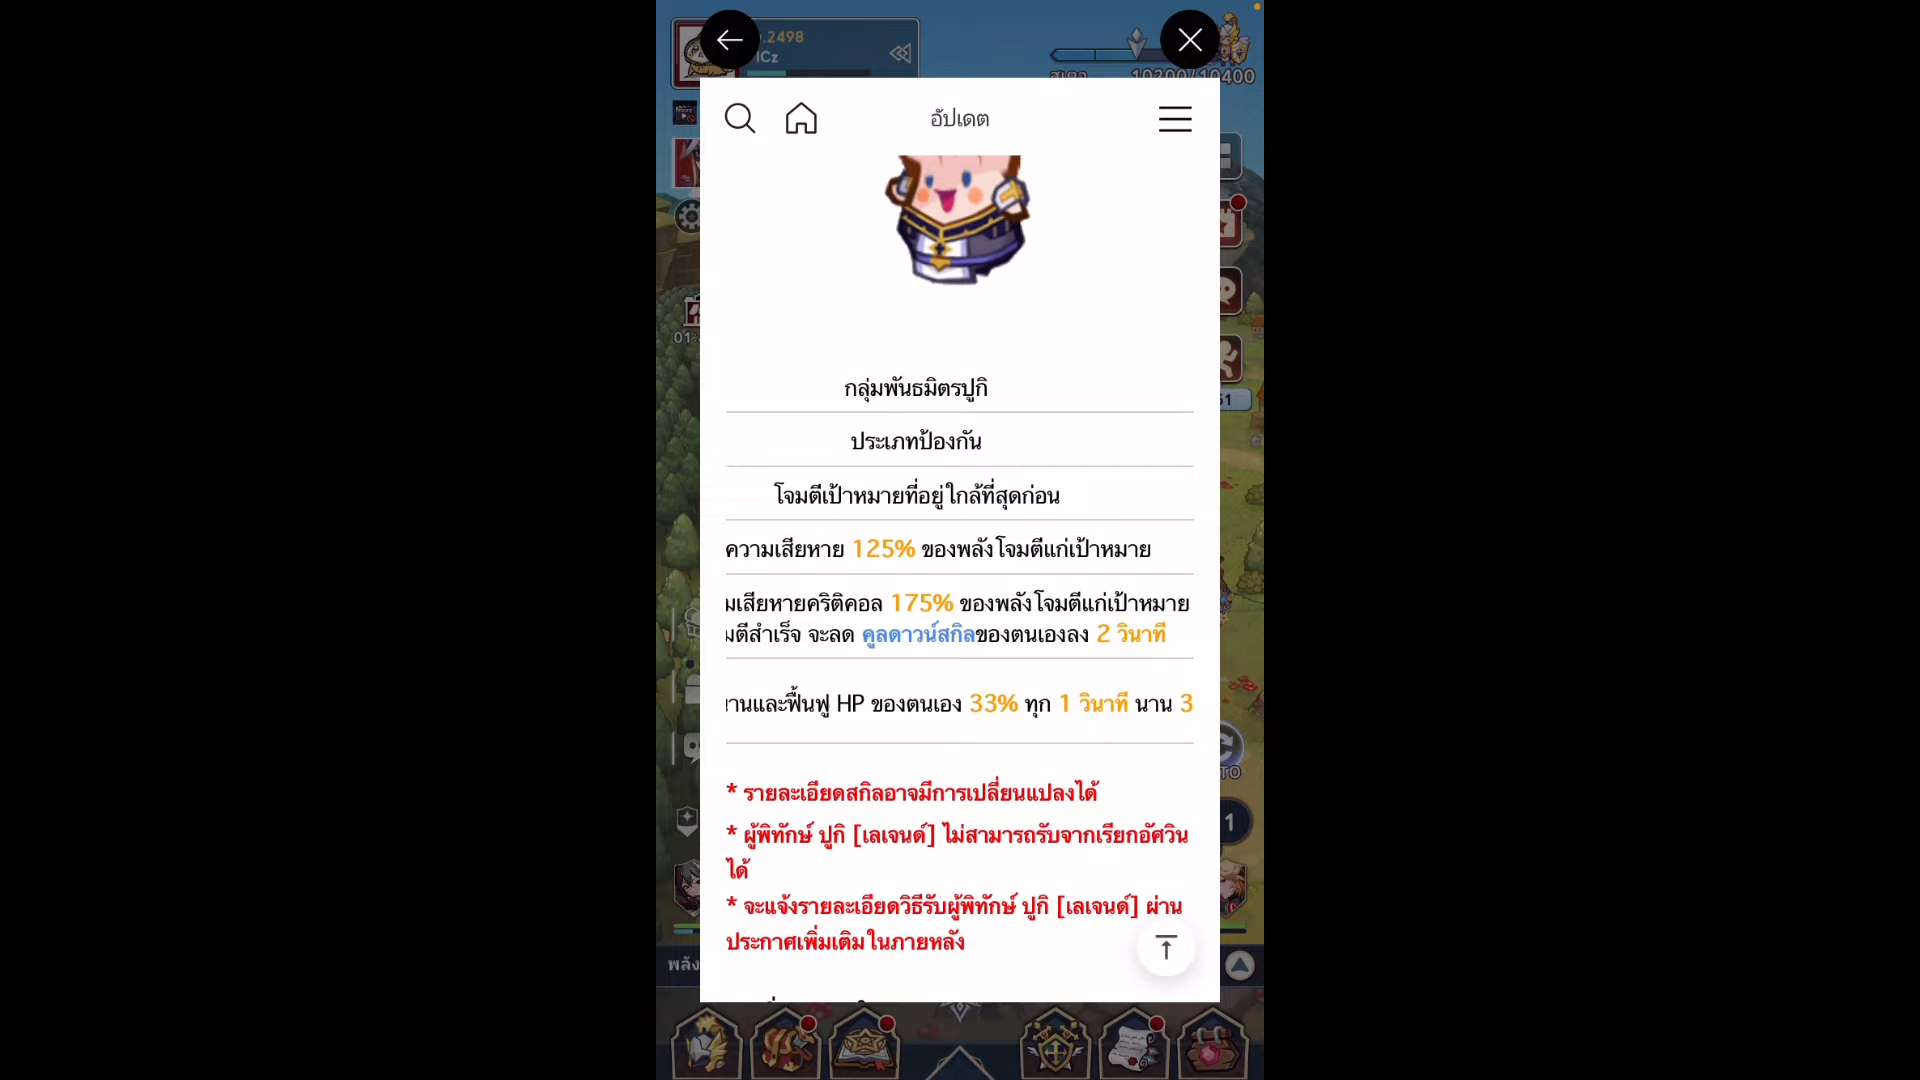 .2498
ICz
10200/10400
อัปเดต
กลุ่มพันธมิตรปูกิ
ประเภทป้องกัน
โจมตีเป้าหมายที่อยู่ใกล้ที่สุดก่อน
ความเสียหาย 125% ของพลังโจมตีแก่เป้าหมาย
มเสียหายคริติคอล 175% ของพลังโจมตีแก่เป้าหมาย
มตีสำเร็จ จะลด คูลดาวน์สกิลของตนเองลง 2 วินาที
านและฟื้นฟู HP ของตนเอง 33% ทุก 1 วินาที นาน 3
* รายละเอียดสกิลอาจมีการเปลี่ยนแปลงได้
* ผู้พิทักษ์ ปูกิ [เลเจนด์] ไม่สามารถรับจากเรียกอัศวิน
ได้
* จะแจ้งรายละเอียดวิธีรับผู้พิทักษ์ ปูกิ [เลเจนด์] ผ่าน
ประกาศเพิ่มเติมในภายหลัง
พลัง